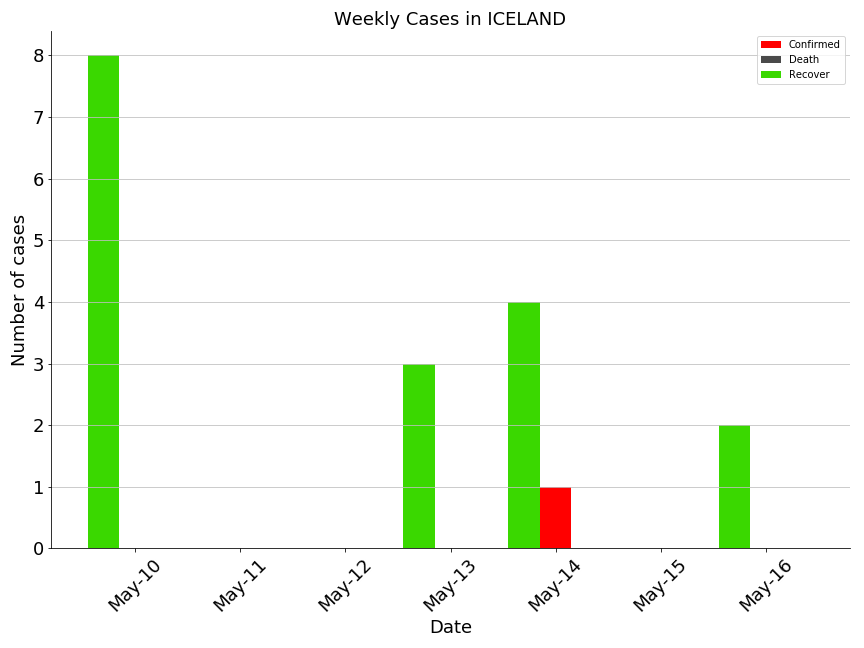 Weekly Cases in ICELAND
Confirmed
Death
Recover
Number of cases
8
7
6
5
4
3
2
1
0
May-10
May-11
May-12
May-13
May-14
May-15
May-16
Date